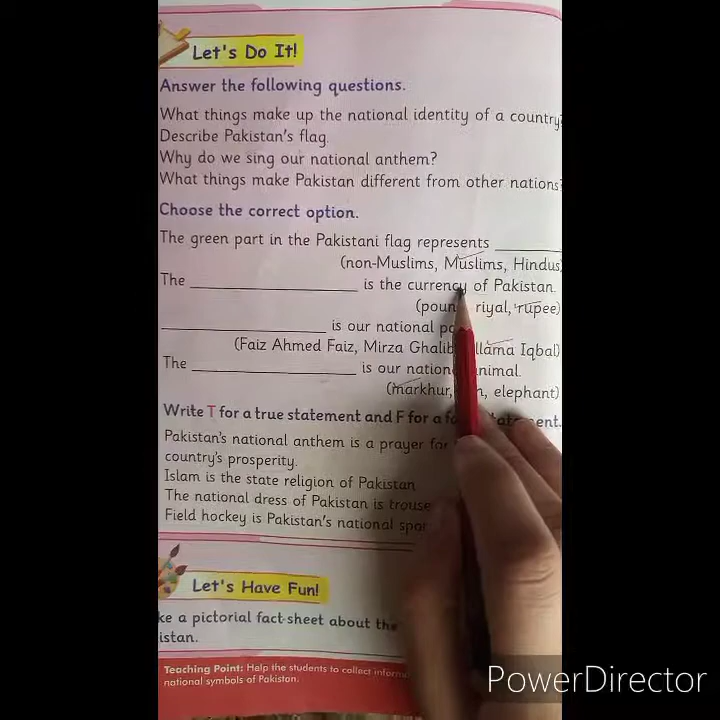 Let's Do It!
Answer the following questions.
What things make up the national identity of a country?
Describe Pakistan's flag.
Why do we sing our national anthem?
What things make Pakistan different from other nations?
Choose the correct option.
The green part in the Pakistani flag represents ________
(non-Muslims, Muslims, Hindus)
The ________ is the currency of Pakistan.
riyal, rupee)
________ is our national
(Faiz Ahmed Faiz, Mirza Ghalib, Iqbal)
The ________ is our animal.
(markhur, elephant)
Write T for a true statement and F for a
Pakistan's national anthem is a prayer for
country's prosperity.
Islam is the state religion of Pakistan
The national dress of Pakistan is
Field hockey is Pakistan's national
Let's Have Fun!
a pictorial fact sheet about the
Teaching Point: Help the students to collect
national symbols of Pakistan.
PowerDirector